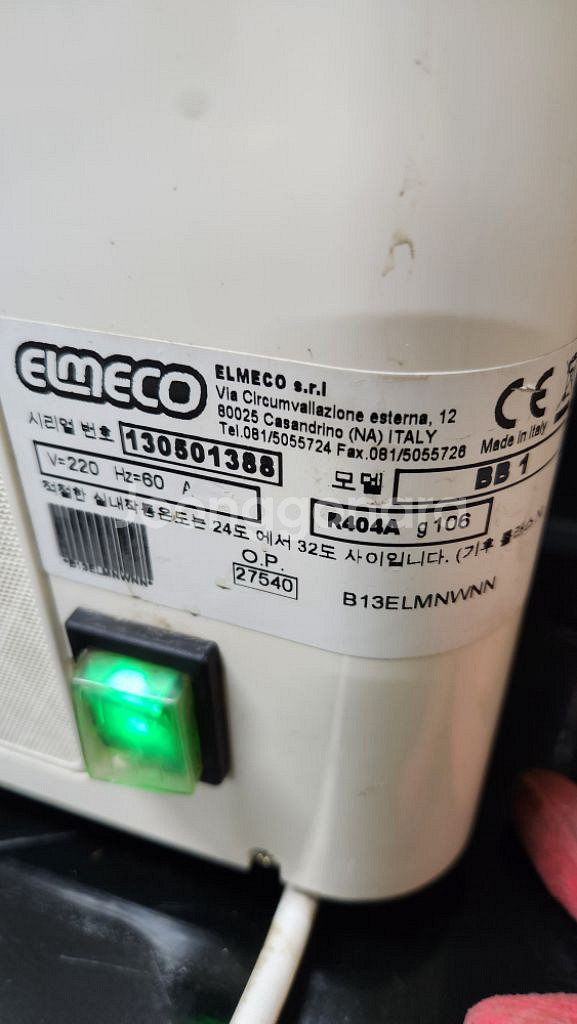 ELMECO
ELMECO s.r.l
Via Circumvallazione esterna, 12
80025 Casandrino (NA) ITALY
Tel.081/5055724 Fax.081/5055726
CE
Made in Italy
시리얼 번호 130501388
모델 BB 1
V=220 Hz=60 A
R404A g 106
적절한 실내작동온도는 24도 에서 32도 사이입니다. (기후
O.P.
27540
*B13ELMNWNN*
B13ELMNWNN